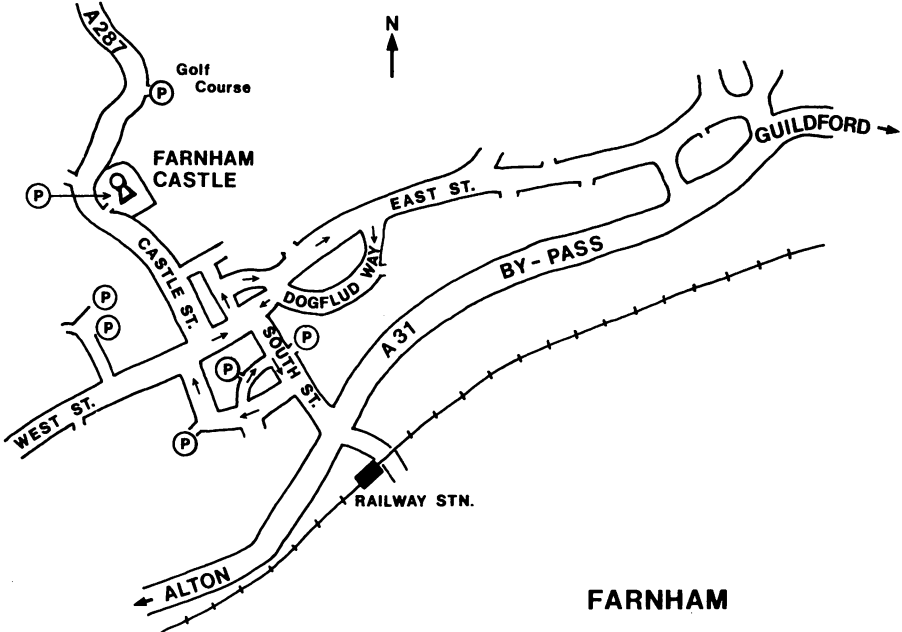 A287
N
Golf
Course
P
GUILDFORD
FARNHAM
CASTLE
P
EAST ST.
CASTLE ST.
BY-PASS
DOGFLUD WAY
P
P
SOUTH ST.
P
A31
P
WEST ST.
P
RAILWAY STN.
ALTON
FARNHAM